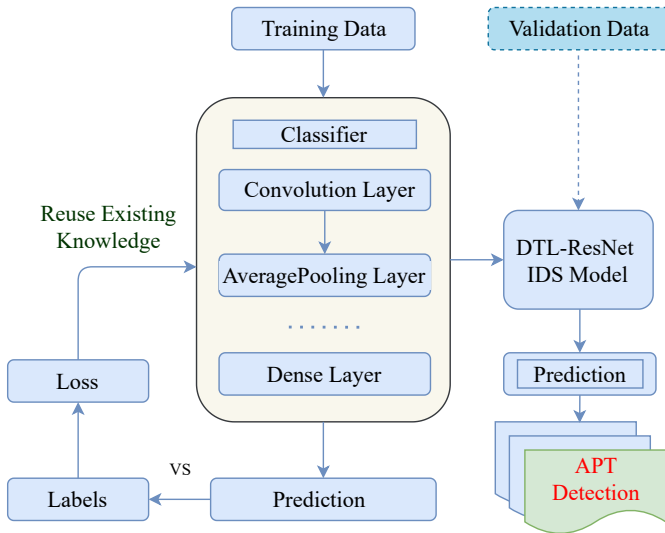 Training Data
Validation Data
Classifier
Convolution Layer
Reuse Existing
Knowledge
AveragePooling Layer
DTL-ResNet
IDS Model
.......
Loss
Dense Layer
Prediction
vs
Labels
Prediction
APT
Detection